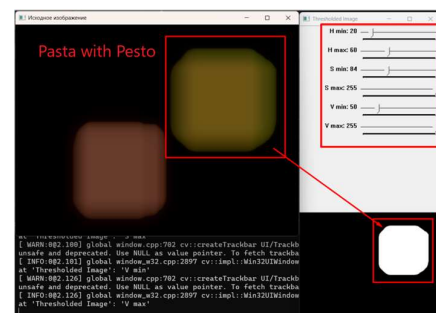 Исходное изображение
Thresholded Image
Pasta with Pesto
H min: 20
H max: 60
S min: 84
S max: 255
V min: 50
V max: 255
at 'Thresholded Image': 'S max'
[ WARN:0@2.100] global window.cpp:702 cv::createTrackbar UI/Trackb
unsafe and deprecated. Use NULL as value pointer. To fetch trackba
[ INFO:0@2.101] global window_w32.cpp:2897 cv::impl::Win32UIWindow
at 'Thresholded Image': 'V min'
[ WARN:0@2.126] global window.cpp:702 cv::createTrackbar UI/Trackb
unsafe and deprecated. Use NULL as value pointer. To fetch trackba
[ INFO:0@2.126] global window_w32.cpp:2897 cv::impl::Win32UIWindow
at 'Thresholded Image': 'V max'